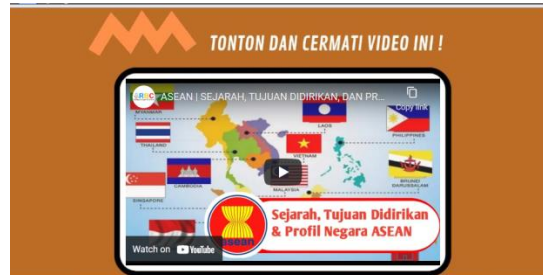 TONTON DAN CERMATI VIDEO INI !
ASEAN | SEJARAH, TUJUAN DIDIRIKAN, DAN PR...
Copy link
MYANMAR
LAOS
PHILIPPINES
THAILAND
VIETNAM
CAMBODIA
MALAYSIA
BRUNEI
DARUSSALAM
SINGAPORE
Sejarah, Tujuan Didirikan
& Profil Negara ASEAN
asean
Watch on YouTube